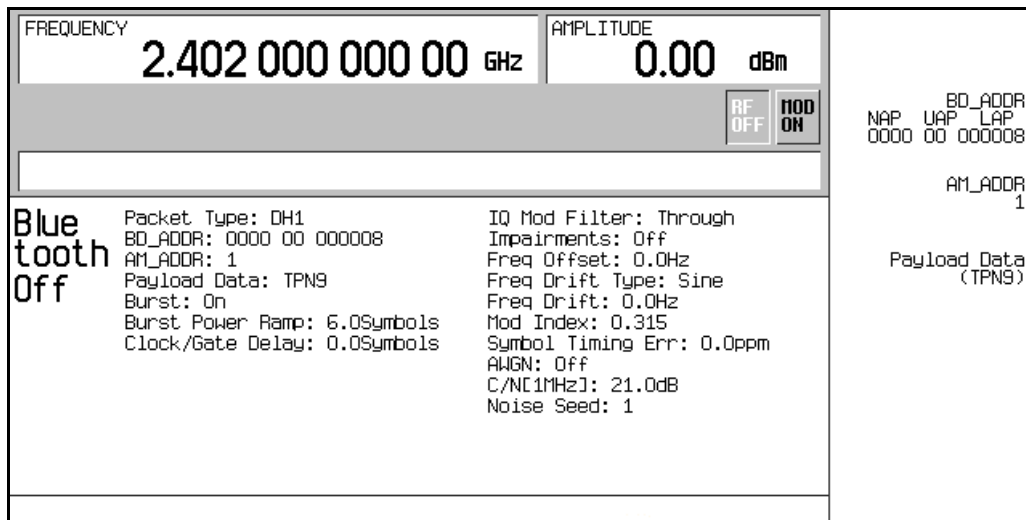 FREQUENCY
2.402 000 000 00 GHz
AMPLITUDE
0.00 dBm
RF
OFF
MOD
ON
Blue
tooth
Off
Packet Type: DH1
BD_ADDR: 0000 00 000008
AM_ADDR: 1
Payload Data: TPN9
Burst: On
Burst Power Ramp: 6.0Symbols
Clock/Gate Delay: 0.0Symbols
IQ Mod Filter: Through
Impairments: Off
Freq Offset: 0.0Hz
Freq Drift Type: Sine
Freq Drift: 0.0Hz
Mod Index: 0.315
Symbol Timing Err: 0.0ppm
AWGN: Off
C/N[1MHz]: 21.0dB
Noise Seed: 1
BD_ADDR
NAP UAP LAP
0000 00 000008
AM_ADDR
1
Payload Data
(TPN9)